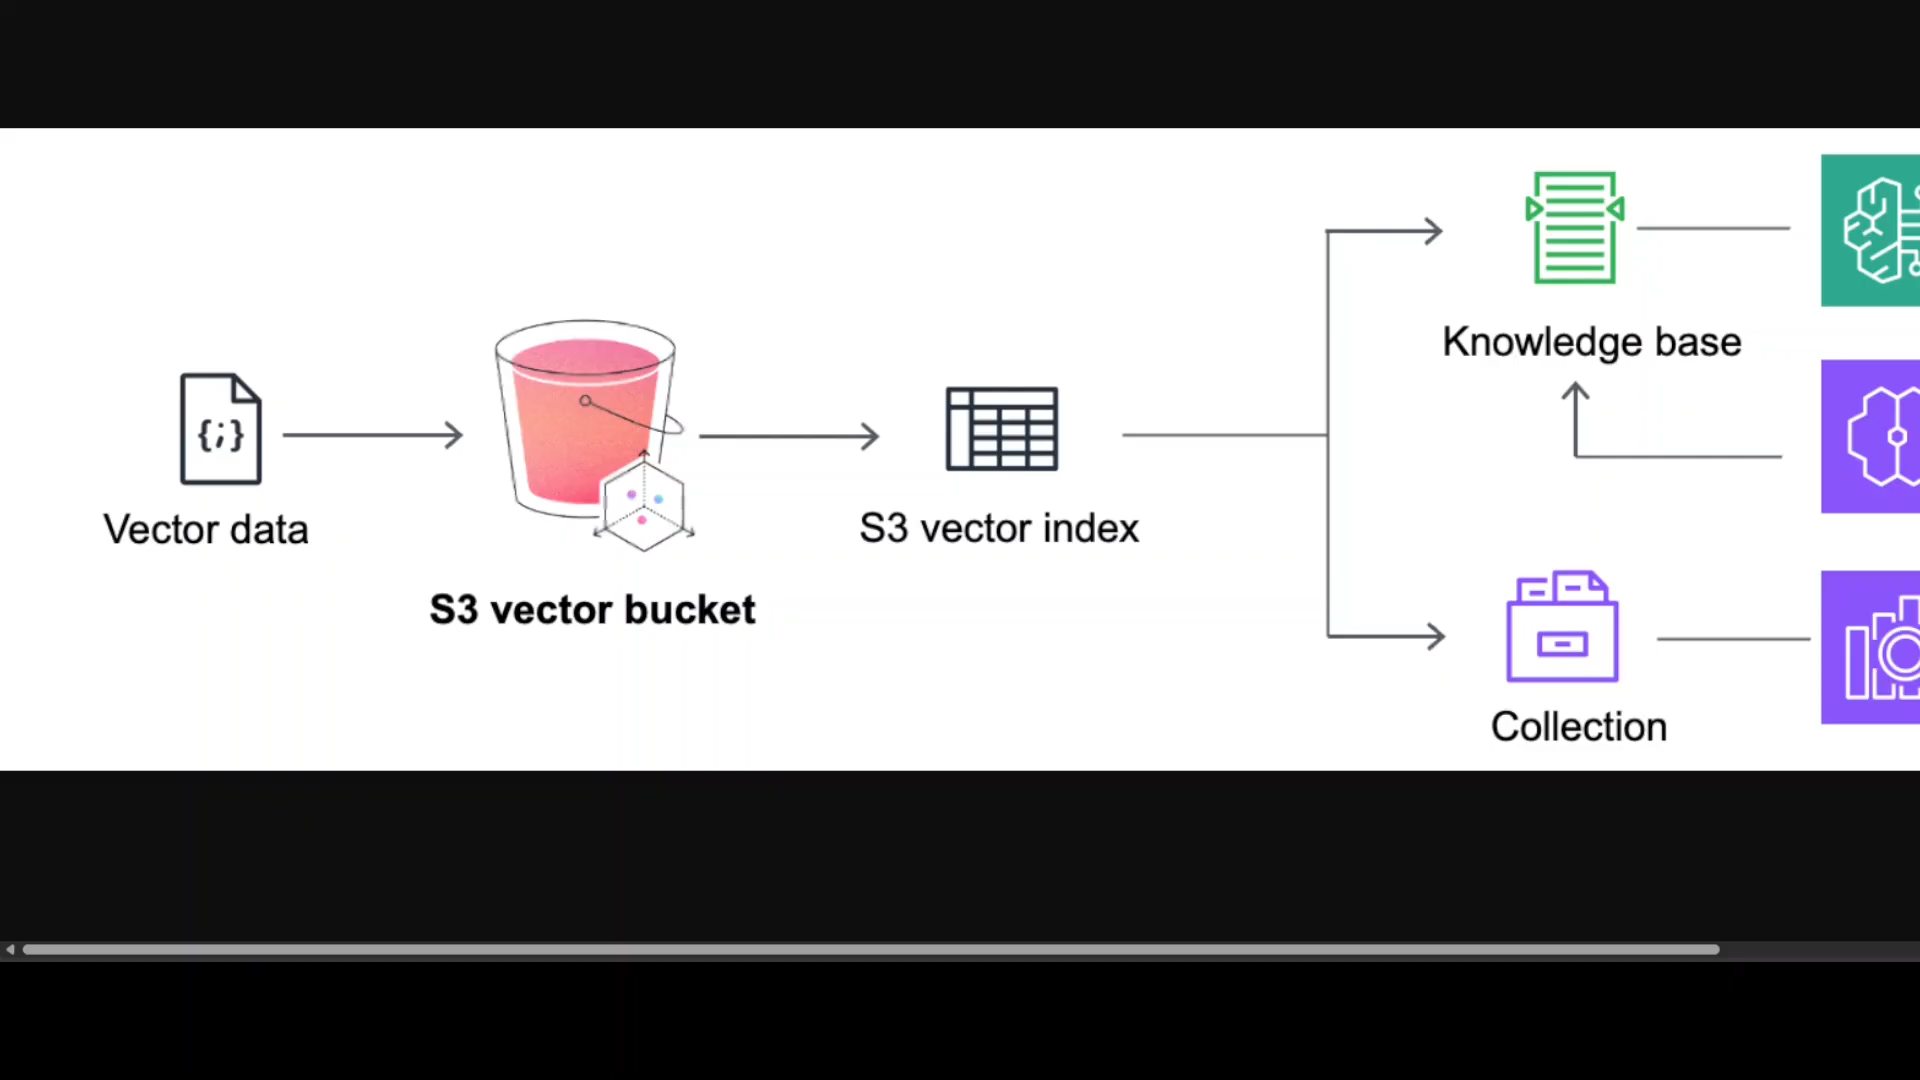 {;}
Vector data
S3 vector bucket
S3 vector index
Knowledge base
Collection